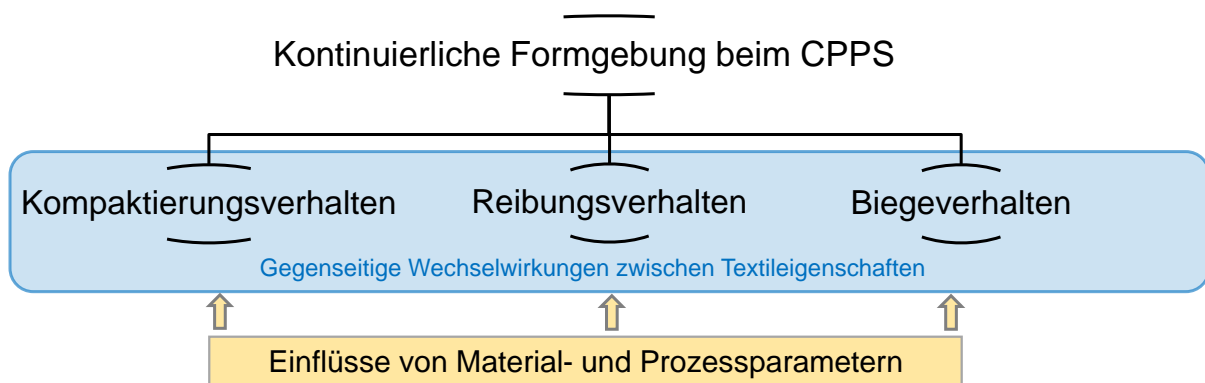 Kontinuierliche Formgebung beim CPPS
Kompaktierungsverhalten Reibungsverhalten Biegeverhalten
Gegenseitige Wechselwirkungen zwischen Textileigenschaften
Einflüsse von Material- und Prozessparametern